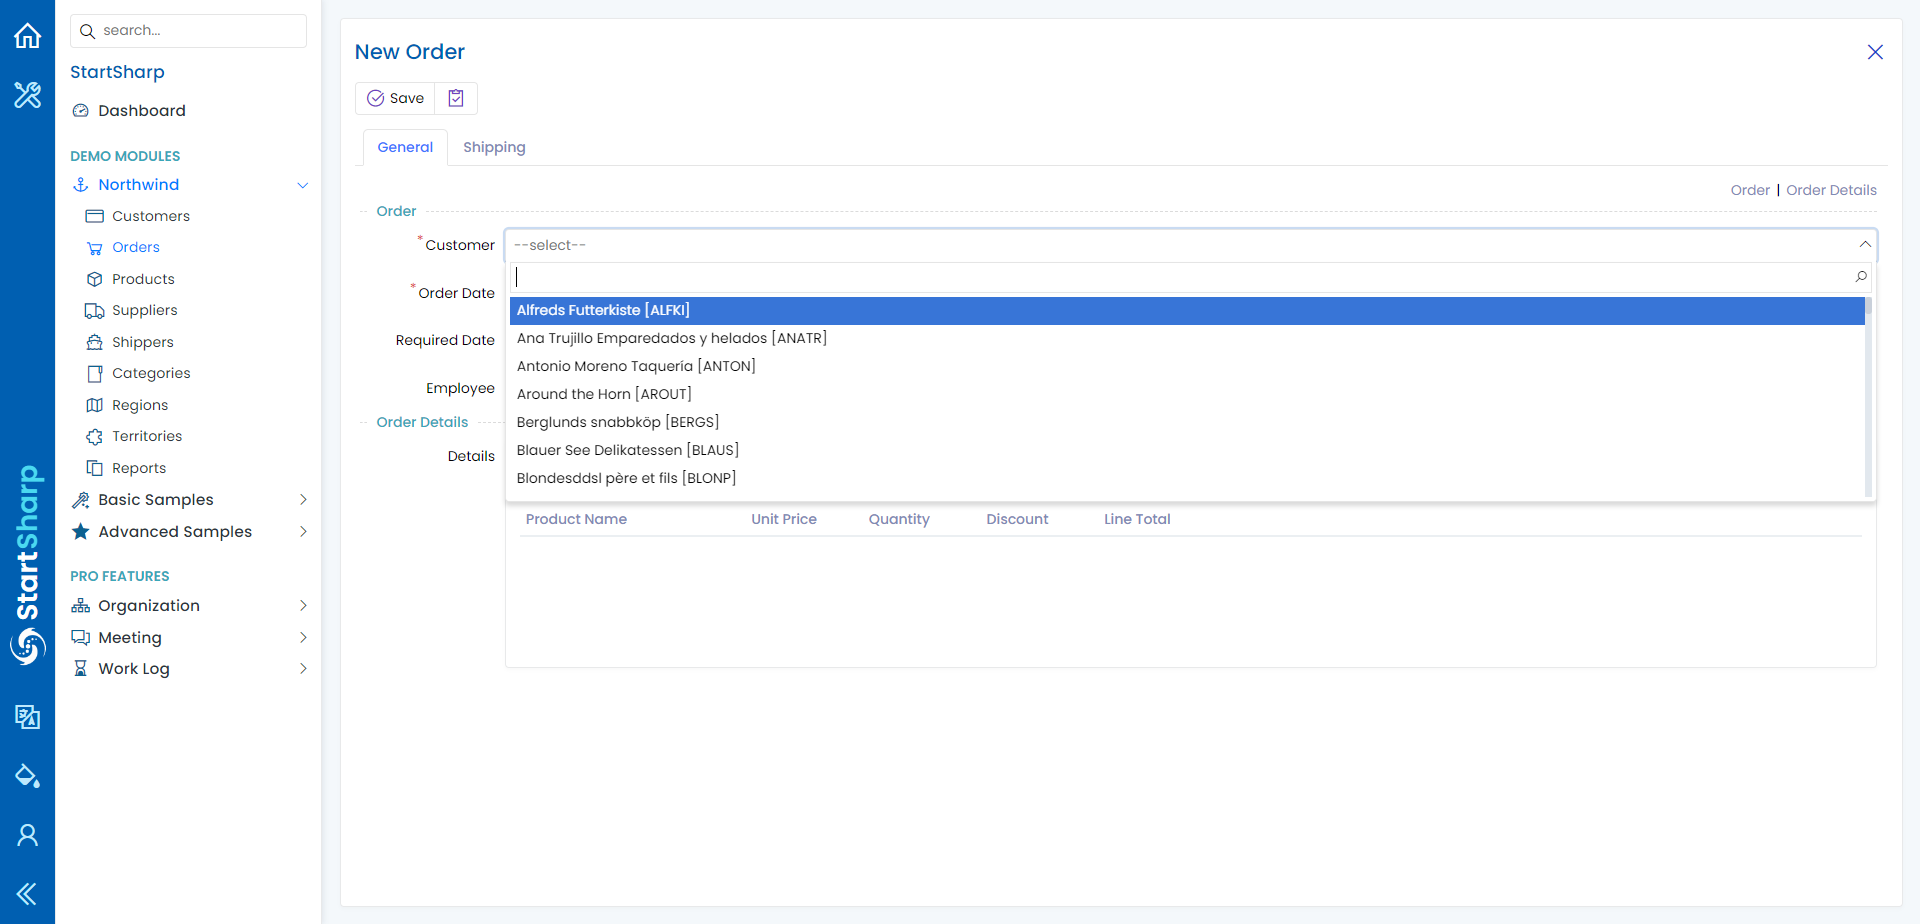 StartSharp
search...
StartSharp
Dashboard
DEMO MODULES
Northwind
Customers
Orders
Products
Suppliers
Shippers
Categories
Regions
Territories
Reports
Basic Samples
Advanced Samples
PRO FEATURES
Organization
Meeting
Work Log
New Order
Save
General Shipping
Order | Order Details
Order
* Customer --select--
* Order Date
Required Date
Employee
Alfreds Futterkiste [ALFKI]
Ana Trujillo Emparedados y helados [ANATR]
Antonio Moreno Taquería [ANTON]
Around the Horn [AROUT]
Berglunds snabbköp [BERGS]
Blauer See Delikatessen [BLAUS]
Blondesddsl père et fils [BLONP]
Order Details
Details
Product Name Unit Price Quantity Discount Line Total